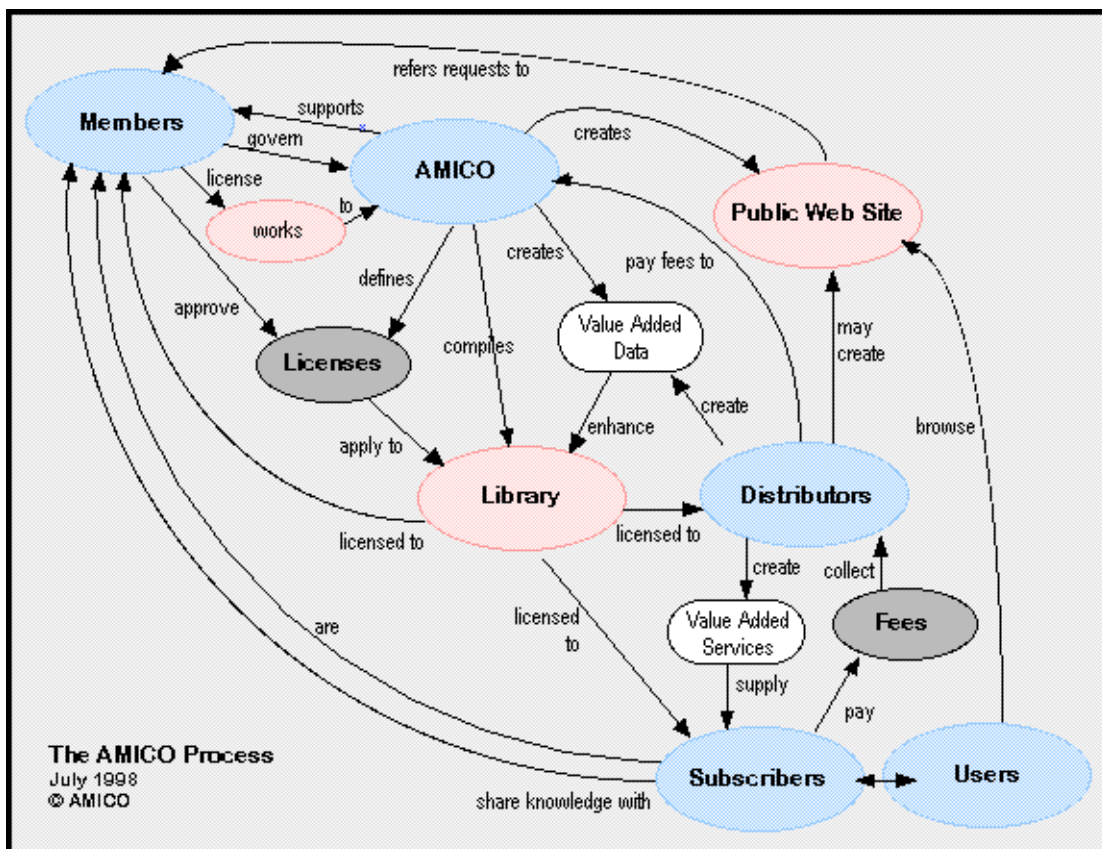 refers requests to
Members
supports
govern
creates
AMICO
license
to
works
Public Web Site
creates
pay fees to
defines
approve
Value Added
Data
may
create
Licenses
compiles
create
browse
enhance
apply to
Library
Distributors
licensed to
licensed to
create
collect
licensed
to
Value Added
Services
Fees
are
supply
pay
The AMICO Process
July 1998
© AMICO
Subscribers
Users
share knowledge with